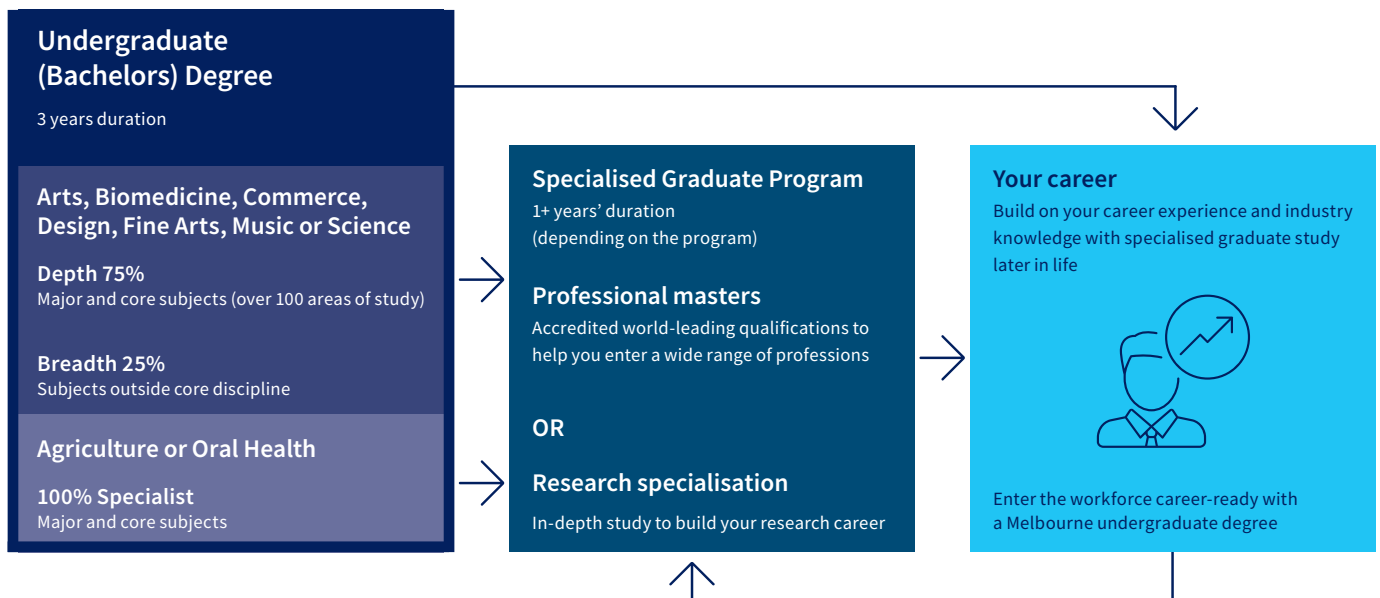 Undergraduate
(Bachelors) Degree
3 years duration
Arts, Biomedicine, Commerce,
Design, Fine Arts, Music or Science
Depth 75%
Major and core subjects (over 100 areas of study)
Breadth 25%
Subjects outside core discipline
Agriculture or Oral Health
100% Specialist
Major and core subjects
Specialised Graduate Program
1+ years’ duration
(depending on the program)
Professional masters
Accredited world-leading qualifications to
help you enter a wide range of professions
OR
Research specialisation
In-depth study to build your research career
Your career
Build on your career experience and industry
knowledge with specialised graduate study
later in life
Enter the workforce career-ready with
a Melbourne undergraduate degree